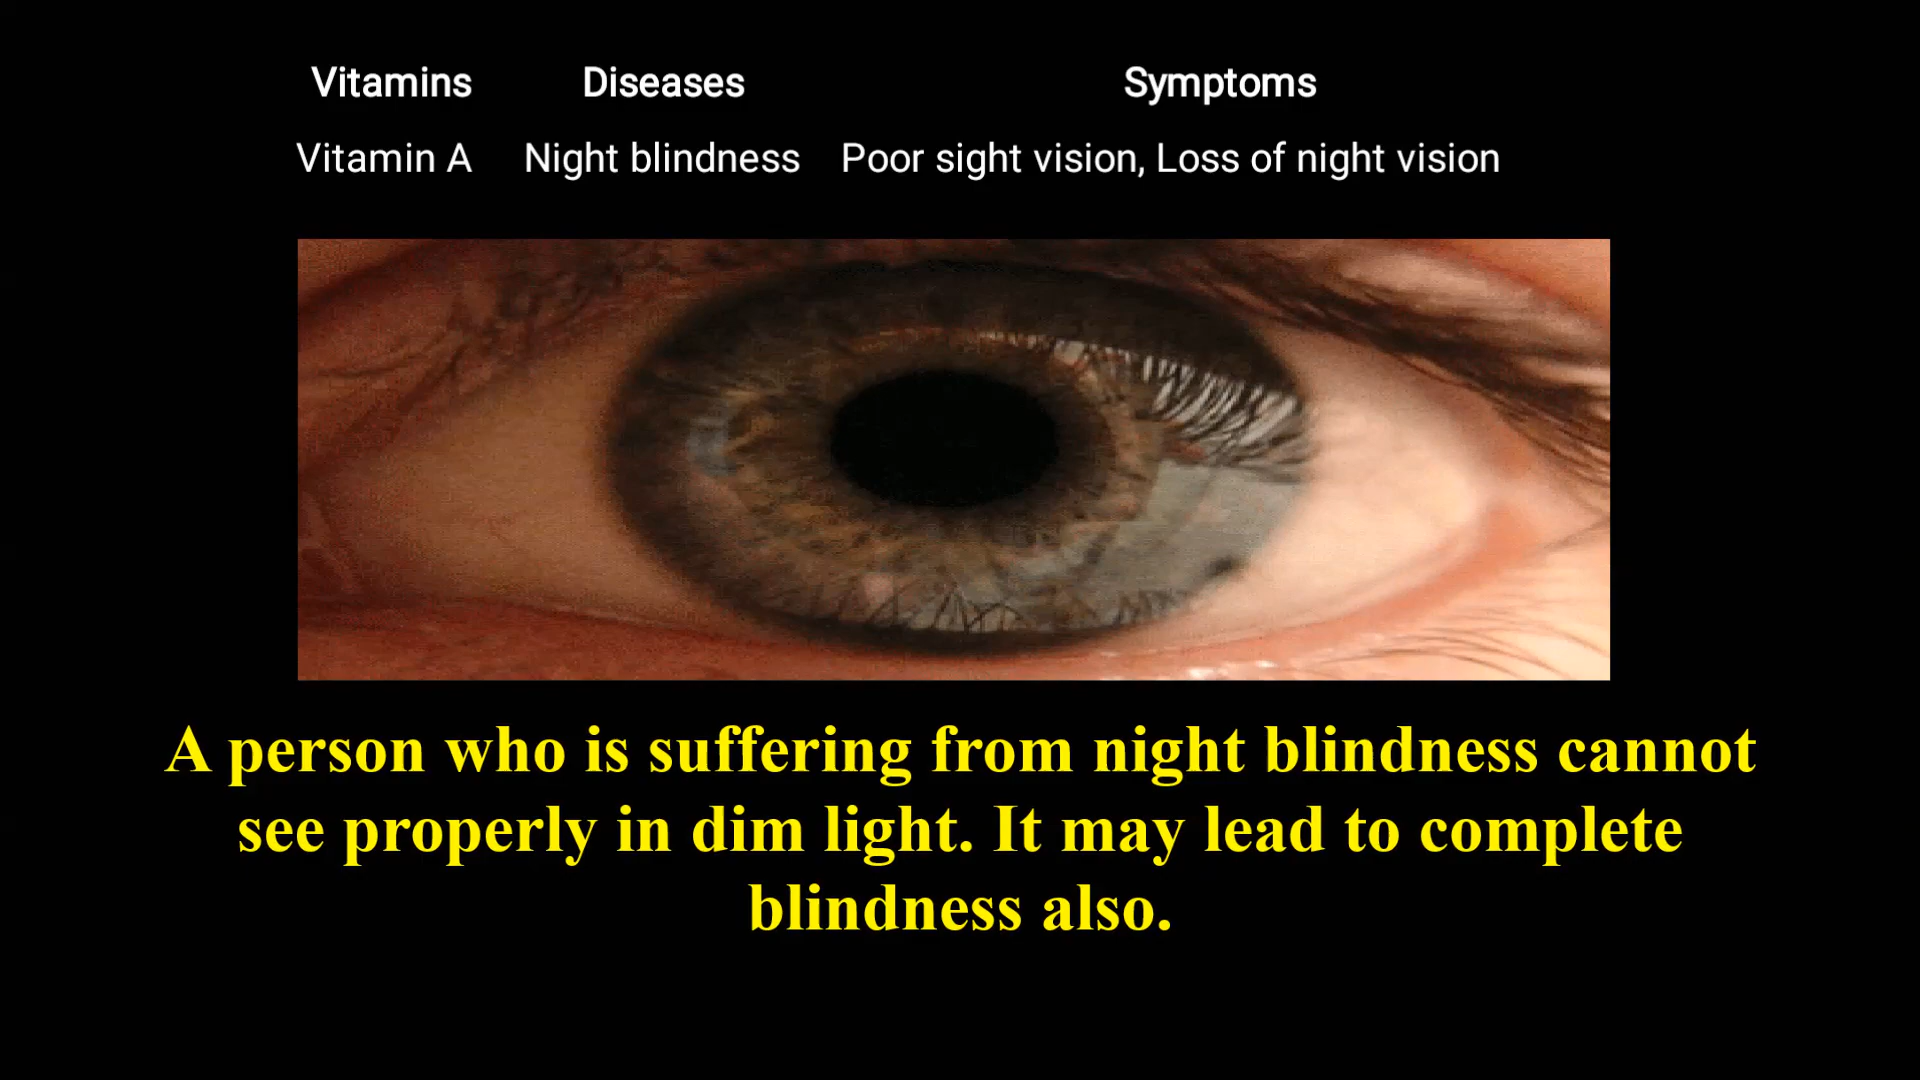 Vitamins Diseases Symptoms
Vitamin A Night blindness Poor sight vision, Loss of night vision
A person who is suffering from night blindness cannot
see properly in dim light. It may lead to complete
blindness also.